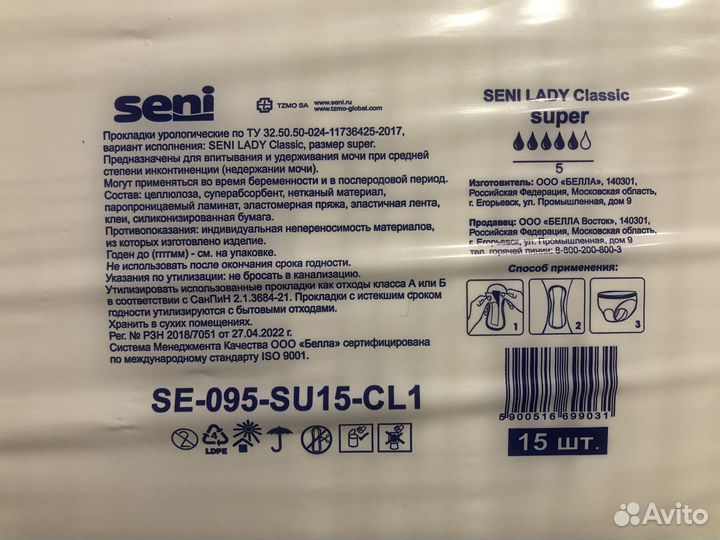 seni
TZMO SA
www.seni.ru
www.tzmo-global.com
Прокладки урологические по ТУ 32.50.50-024-11736425-2017,
вариант исполнения: SENI LADY Classic, размер super.
Предназначены для впитывания и удерживания мочи при средней
степени инконтиненции (недержании мочи).
Могут применяться во время беременности и в послеродовой период.
Состав: целлюлоза, суперабсорбент, нетканый материал,
паропроницаемый ламинат, эластомерная пряжа, эластичная лента,
клеи, силиконизированная бумага.
Противопоказания: индивидуальная непереносимость материалов,
из которых изготовлено изделие.
Годен до (ггггмм) - см. на упаковке.
Не использовать после окончания срока годности.
Указания по утилизации: не бросать в канализацию.
Утилизировать использованные прокладки как отходы класса А или Б
в соответствии с СанПиН 2.1.3684-21. Прокладки с истекшим сроком
годности утилизируются с бытовыми отходами.
Хранить в сухих помещениях.
Рег. № РЗН 2018/7051 от 27.04.2022 г.
Система Менеджмента Качества ООО «Белла» сертифицирована
по международному стандарту ISO 9001.
SE-095-SU15-CL1
4
LDPE
2
SENI LADY Classic
super
5
Изготовитель: ООО «БЕЛЛА», 140301,
Российская Федерация, Московская область,
г. Егорьевск, ул. Промышленная, дом 9
Продавец: ООО «БЕЛЛА Восток», 140301,
Российская Федерация, Московская область,
г. Егорьевск, ул. Промышленная, дом 9
тел. горячей линии: 8-800-200-800-3
Способ применения:
1
2
3
5 900516 699031
15 шт.
Avito